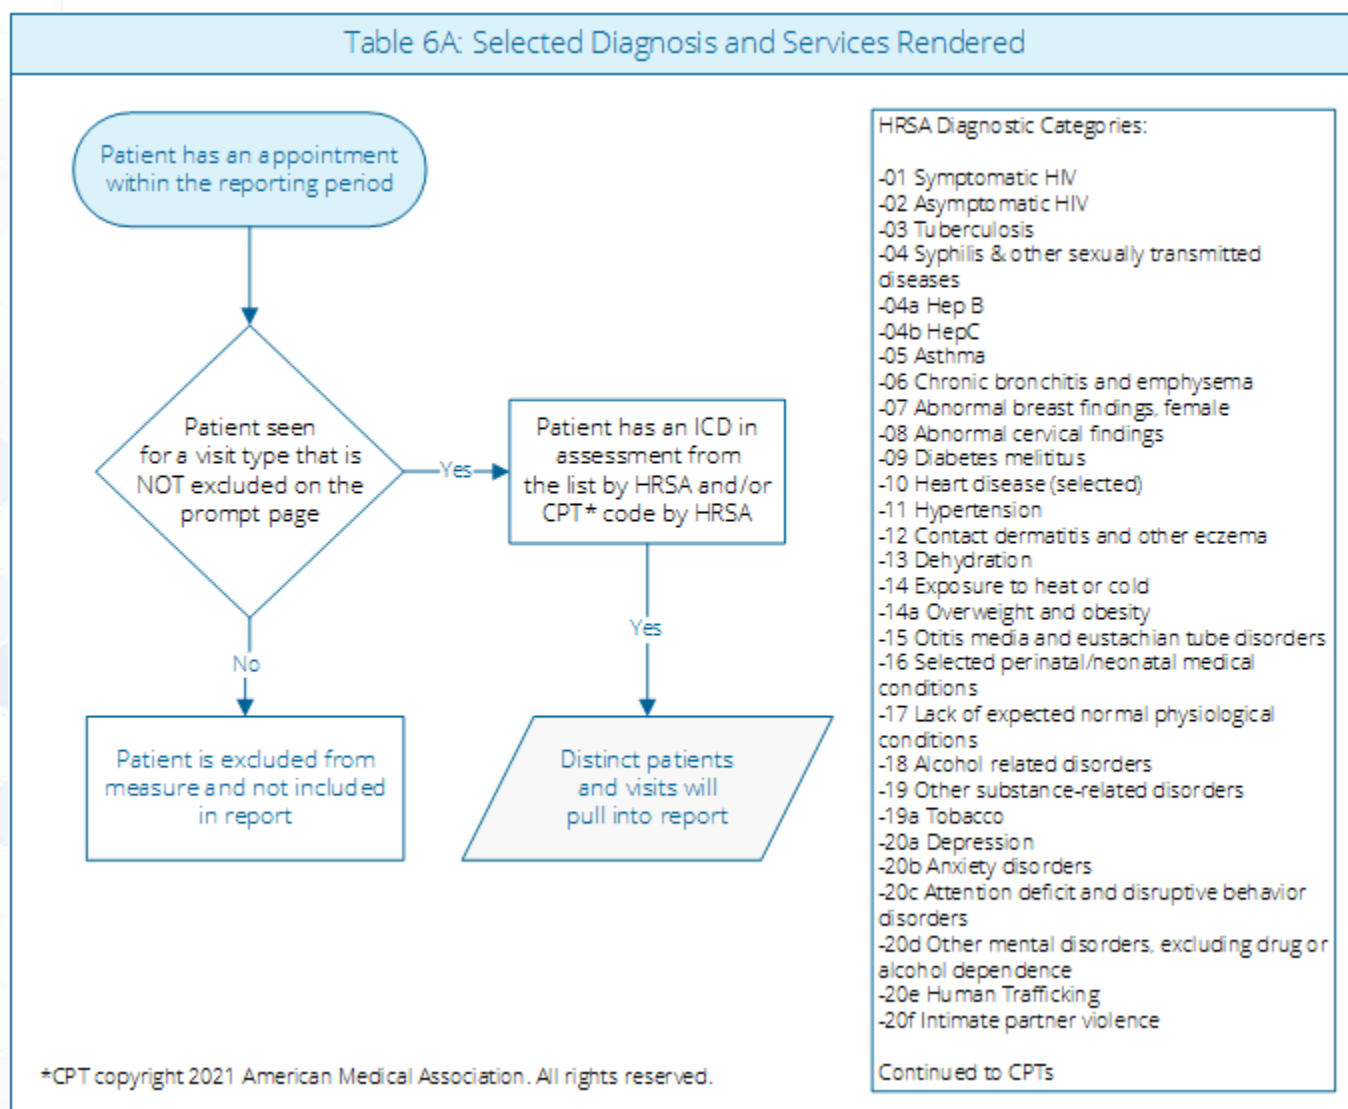 Table 6A: Selected Diagnosis and Services Rendered
Patient has an appointment
within the reporting period
Patient seen
for a visit type that is
NOT excluded on the
prompt page
Yes
Patient has an ICD in
assessment from
the list by HRSA and/or
CPT* code by HRSA
No
Yes
Patient is excluded from
measure and not included
in report
Distinct patients
and visits will
pull into report
*CPT copyright 2021 American Medical Association. All rights reserved.
HRSA Diagnostic Categories:
-01 Symptomatic HIV
-02 Asymptomatic HIV
-03 Tuberculosis
-04 Syphilis & other sexually transmitted
diseases
-04a Hep B
-04b HepC
-05 Asthma
-06 Chronic bronchitis and emphysema
-07 Abnormal breast findings, female
-08 Abnormal cervical findings
-09 Diabetes melititus
-10 Heart disease (selected)
-11 Hypertension
-12 Contact dermatitis and other eczema
-13 Dehydration
-14 Exposure to heat or cold
-14a Overweight and obesity
-15 Otitis media and eustachian tube disorders
-16 Selected perinatal/neonatal medical
conditions
-17 Lack of expected normal physiological
conditions
-18 Alcohol related disorders
-19 Other substance-related disorders
-19a Tobacco
-20a Depression
-20b Anxiety disorders
-20c Attention deficit and disruptive behavior
disorders
-20d Other mental disorders, excluding drug or
alcohol dependence
-20e Human Trafficking
-20f Intimate partner violence
Continued to CPTs